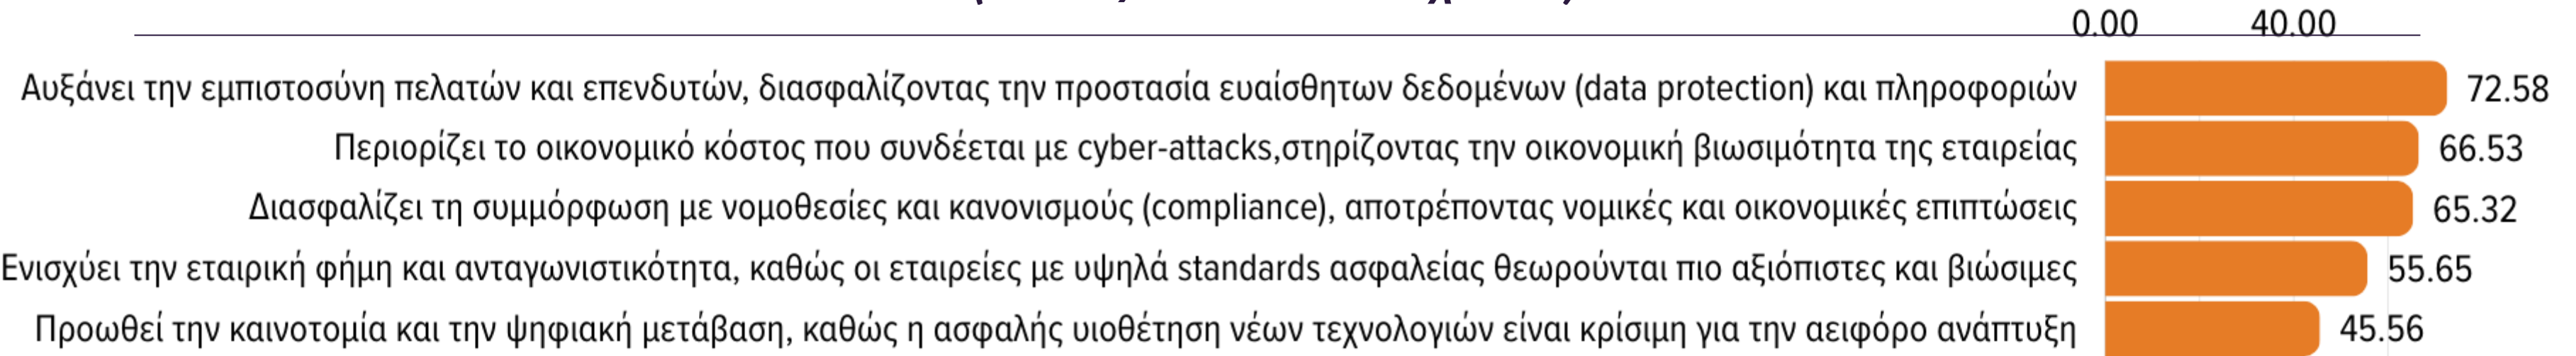 0.00 40.00
Αυξάνει την εμπιστοσύνη πελατών και επενδυτών, διασφαλίζοντας την προστασία ευαίσθητων δεδομένων (data protection) και πληροφοριών 72.58
Περιορίζει το οικονομικό κόστος που συνδέεται με cyber-attacks,στηρίζοντας την οικονομική βιωσιμότητα της εταιρείας 66.53
Διασφαλίζει τη συμμόρφωση με νομοθεσίες και κανονισμούς (compliance), αποτρέποντας νομικές και οικονομικές επιπτώσεις 65.32
Ενισχύει την εταιρική φήμη και ανταγωνιστικότητα, καθώς οι εταιρείες με υψηλά standards ασφαλείας θεωρούνται πιο αξιόπιστες και βιώσιμες 55.65
Προωθεί την καινοτομία και την ψηφιακή μετάβαση, καθώς η ασφαλής υιοθέτηση νέων τεχνολογιών είναι κρίσιμη για την αειφόρο ανάπτυξη 45.56